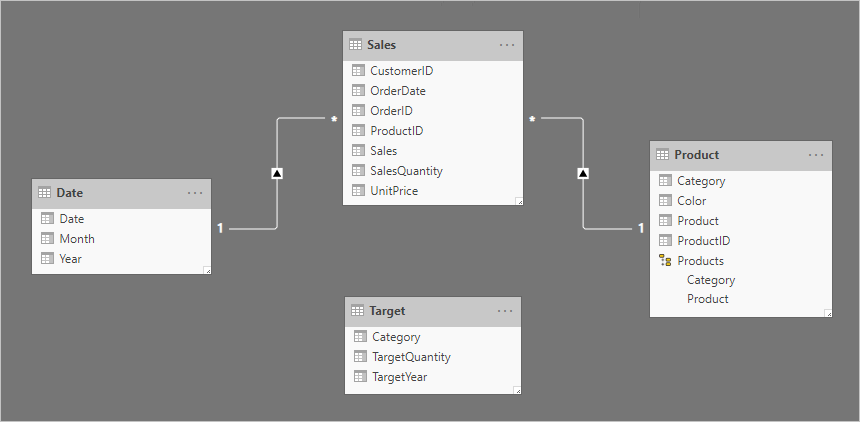 Sales
CustomerID
OrderDate
OrderID
ProductID
Sales
SalesQuantity
UnitPrice
*
*
Date
Date
Month
Year
1
Product
Category
Color
Product
ProductID
Products
Category
Product
1
Target
Category
TargetQuantity
TargetYear